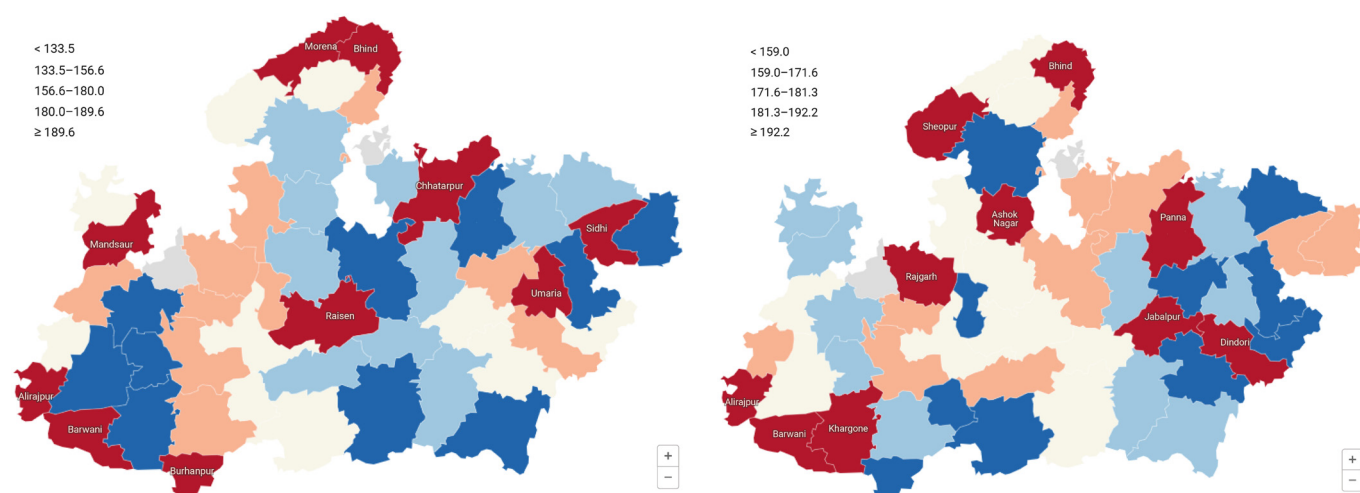 < 133.5
133.5–156.6
156.6–180.0
180.0–189.6
≥ 189.6
Morena
Bhind
Chhatarpur
Mandsaur
Sidhi
Umaria
Raisen
Alirajpur
Barwani
Burhanpur
+
−
< 159.0
159.0–171.6
171.6–181.3
181.3–192.2
≥ 192.2
Bhind
Sheopur
Ashok
Nagar
Panna
Rajgarh
Jabalpur
Dindori
Alirajpur
Barwani
Khargone
+
−